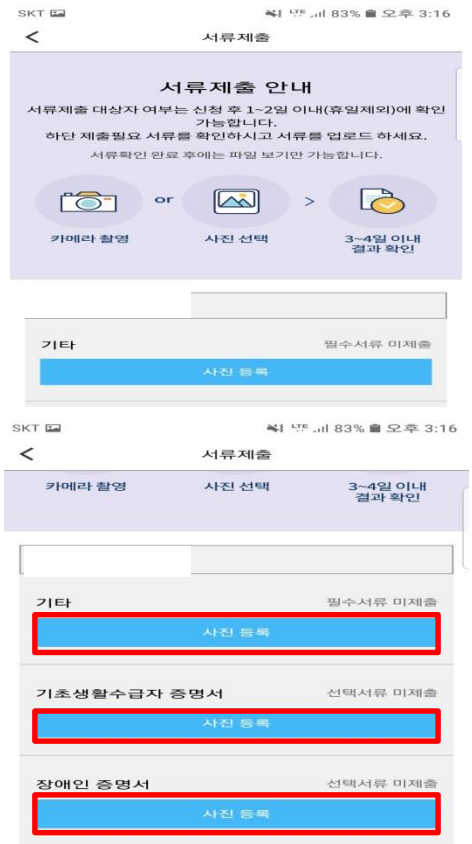 SKT LTE 83% 오후 3:16
< 서류제출
서류제출 안내
서류제출 대상자 여부는 신청 후 1~2일 이내(휴일제외)에 확인
가능합니다.
하단 제출필요 서류를 확인하시고 서류를 업로드 하세요.
서류확인 완료 후에는 파일 보기만 가능합니다.
or >
카메라 촬영 사진 선택 3~4일 이내
결과 확인
기타 필수서류 미제출
사진 등록
SKT LTE 83% 오후 3:16
< 서류제출
카메라 촬영 사진 선택 3~4일 이내
결과 확인
기타 필수서류 미제출
사진 등록
기초생활수급자 증명서 선택서류 미제출
사진 등록
장애인 증명서 선택서류 미제출
사진 등록